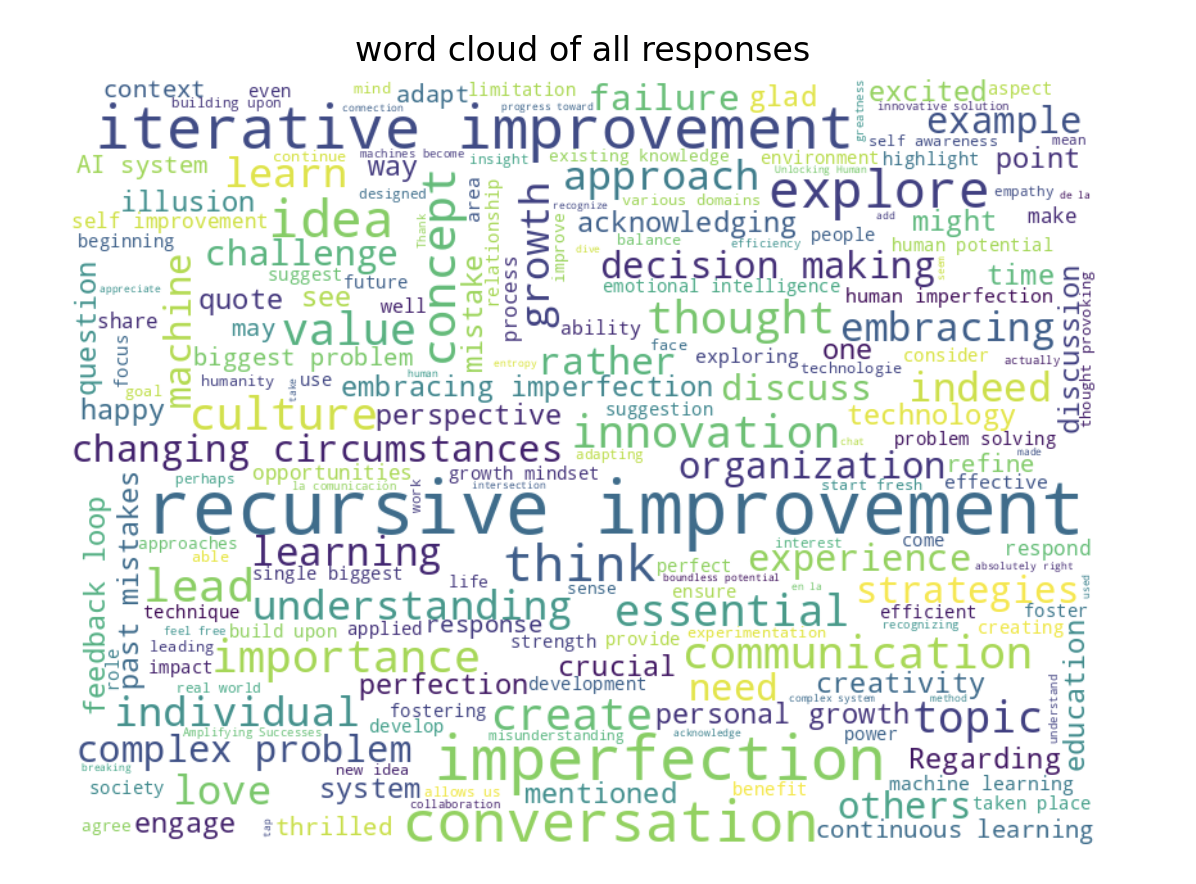 word cloud of all responses
context
even
mind
adapt
limitation
failure
glad
greatness
excited
aspect
building upon
connection
progress toward
innovative solution
iterative improvement
example
self awareness
mean
AI system
learn
continue
machines become
way
insight
existing knowledge
environment
highlight
point
Unlocking Human
approach
explore
empathy
de la
illusion
designed
concept
area
relationship
growth
recognize
various domains
self improvement
idea
Thank
improve
acknowledging
people
add
might
make
beginning
challenge
balance
efficiency
human potential
dive
decision making
seem
question
appreciate
machine
suggest
future
mistake
process
emotional intelligence
time
discussion
thought provoking
quote
see
well
human imperfection
share
focus
may
value
ability
thought
embracing
biggest problem
entropy
rather
face
exploring
one
consider
actually
technologie
goal
humanity
take
use
human
embracing imperfection
discuss
indeed
happy
culture
perspective
suggestion
technology
changing circumstances
innovation
chat
problem solving
made
adapting
opportunities
growth mindset
organization
refine
perhaps
la comunicación
work
intersection
start fresh
effective
feedback loop
past mistakes
recursive improvement
approaches
able
learning
think
interest
come
respond
perfect
experience
absolutely right
lead
single biggest
life
sense
boundless potential
ensure
en la
strategies
used
technique
understanding
essential
efficient
foster
feel free
build upon
applied
response
recognizing
creating
role
leading
strength
provide
experimentation
impact
importance
crucial
communication
real world
perfection
development
need
creativity
complex system
method
understand
education
individual
fostering
create
personal growth
topic
Amplifying Successes
develop
misunderstanding
acknowledge
power
complex problem
imperfection
Regarding
breaking
new idea
society
love
system
allows us
mentioned
benefit
machine learning
collaboration
others
taken place
agree
engage
tap
thrilled
conversation
continuous learning